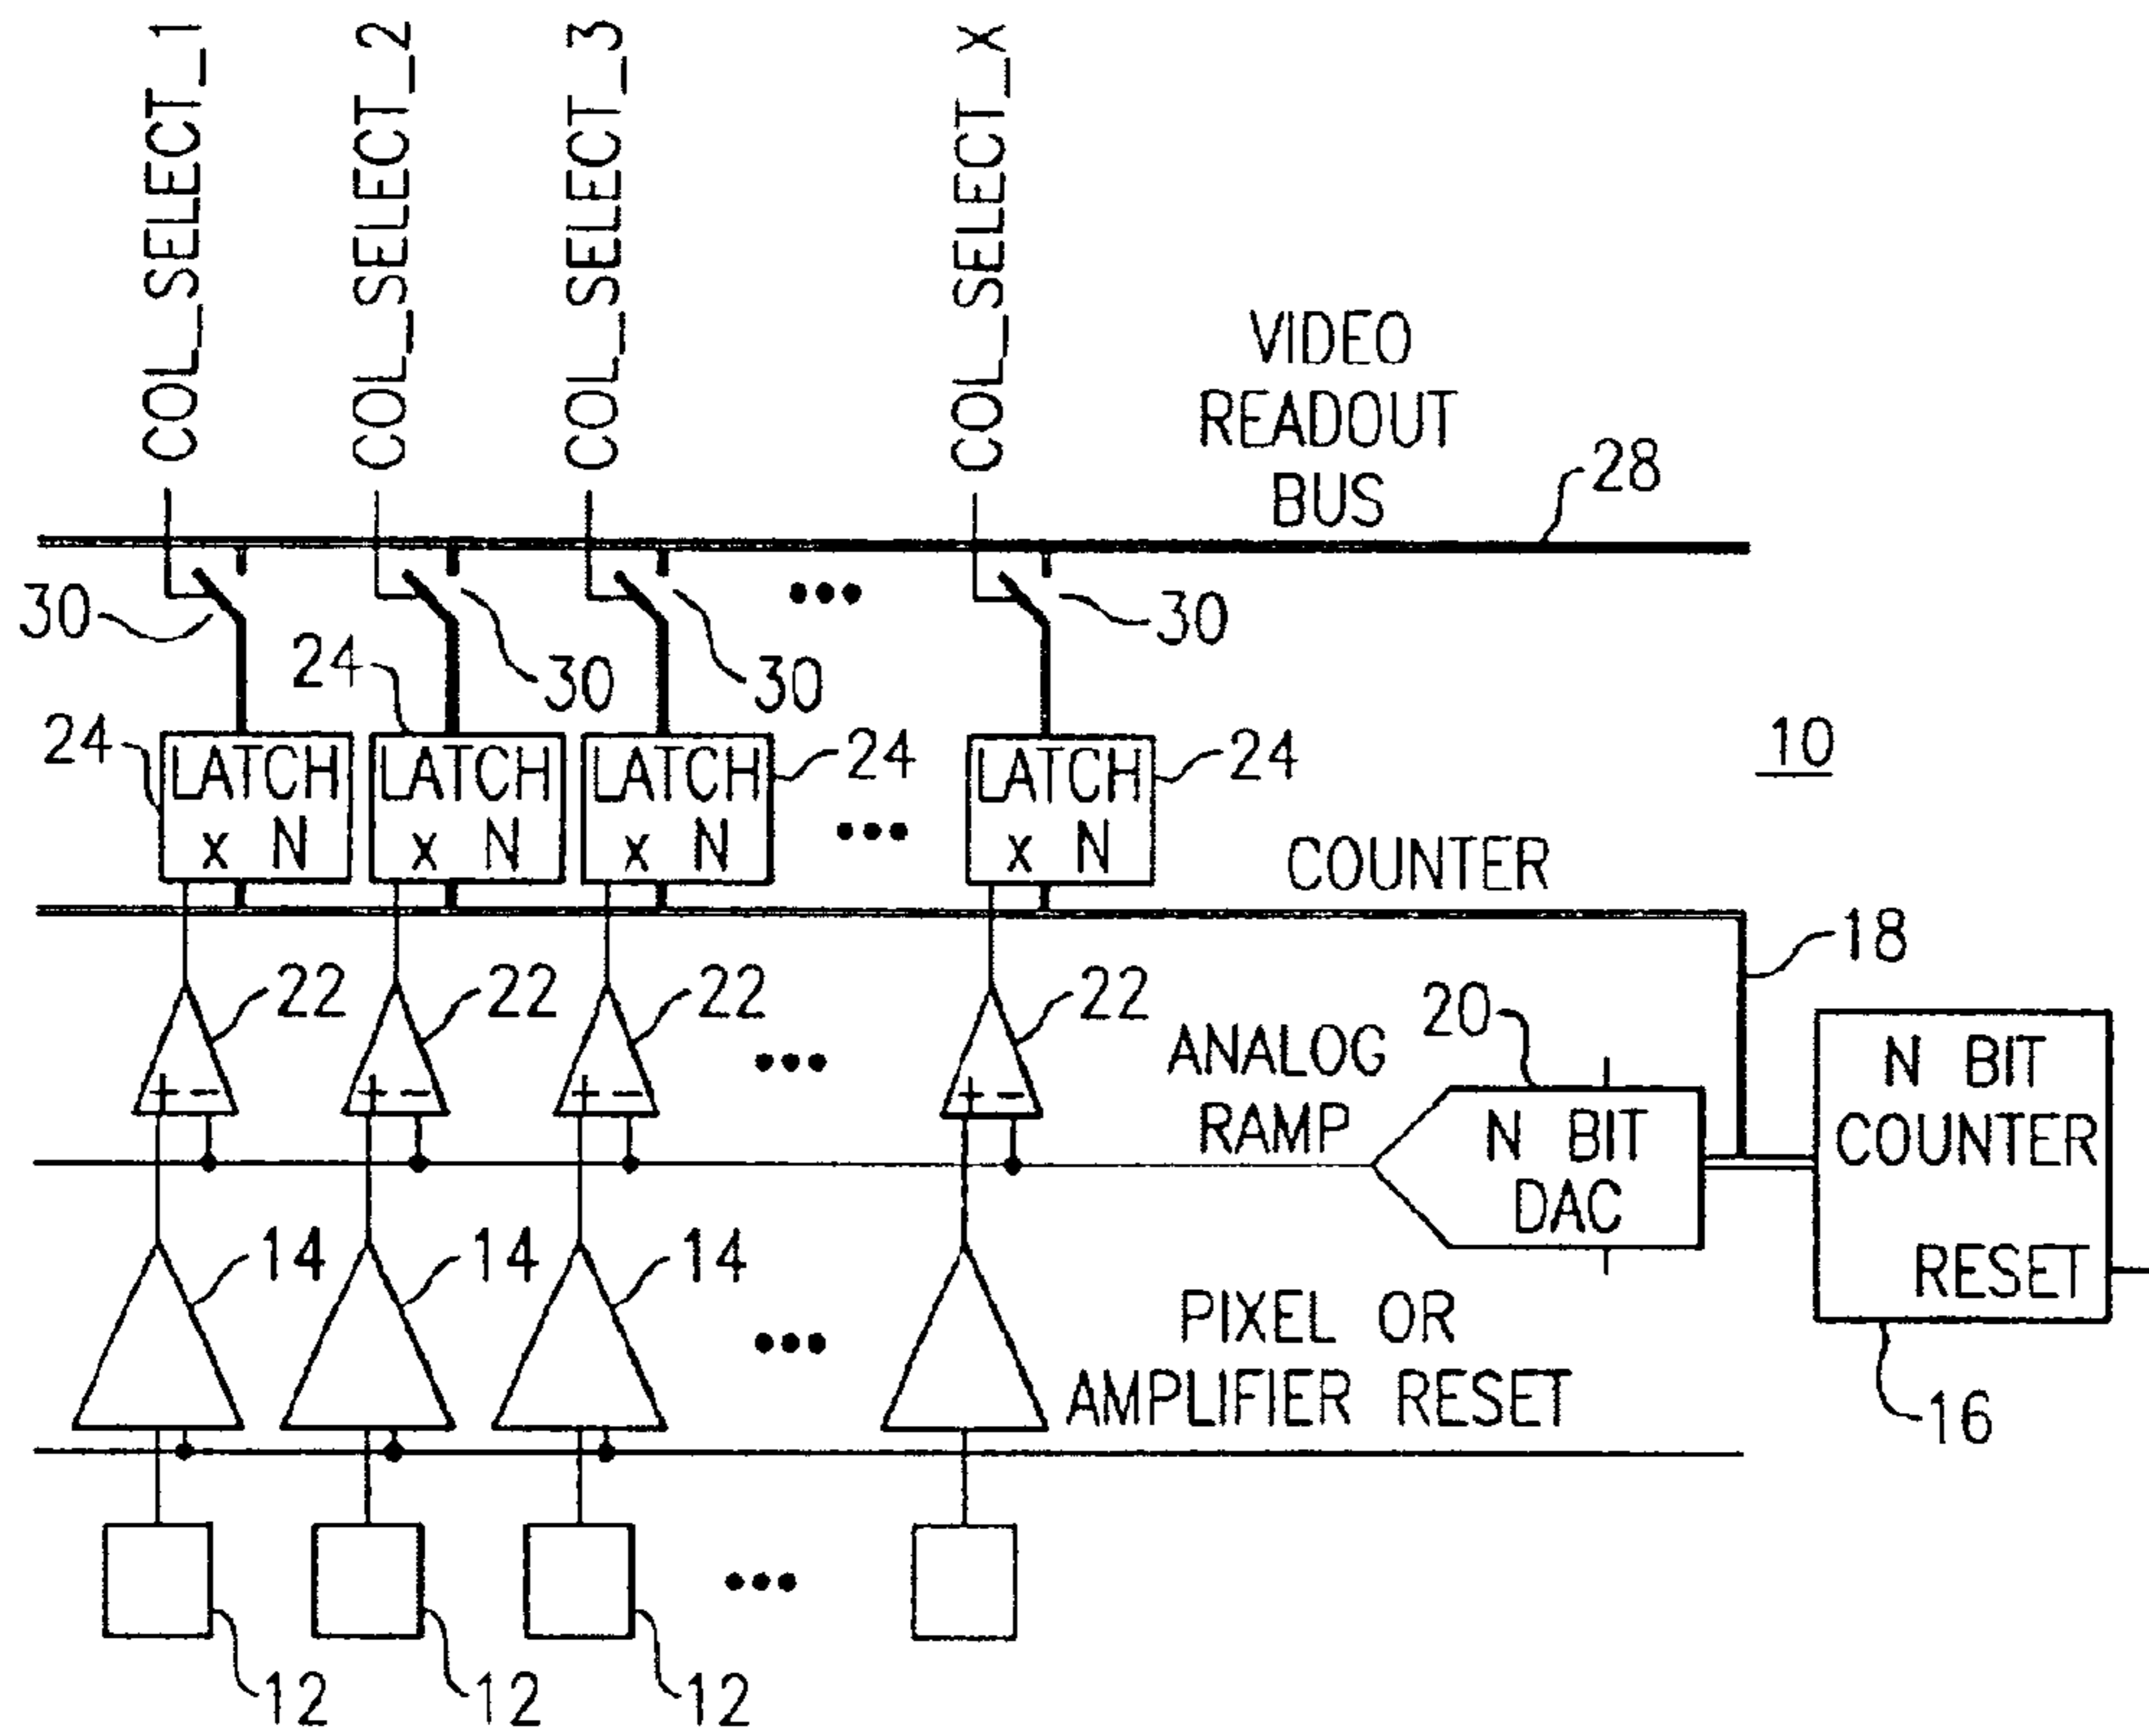 COL_SELECT_1
COL_SELECT_2
COL_SELECT_3
COL_SELECT_X
VIDEO
READOUT
BUS
28
30
30
30
30
24
24
24
24
LATCH
x N
LATCH
x N
LATCH
x N
LATCH
x N
10
COUNTER
18
22
22
22
22
+ -
+ -
+ -
+ -
ANALOG
RAMP
20
N BIT
DAC
N BIT
COUNTER
RESET
16
14
14
14
PIXEL OR
AMPLIFIER RESET
12
12
12